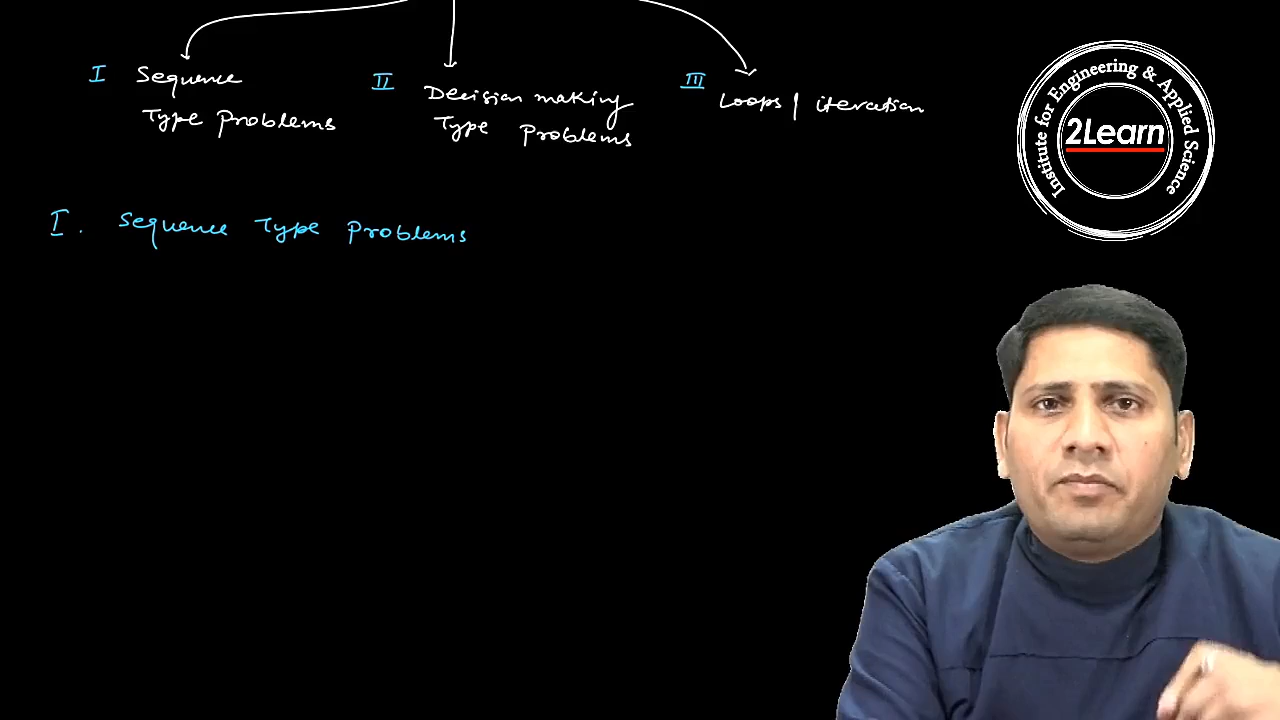 I Sequence
Type Problems
II Decision making
Type Problems
III Loops / iteration
I. Sequence Type Problems
Institute for Engineering & Applied Science
2Learn